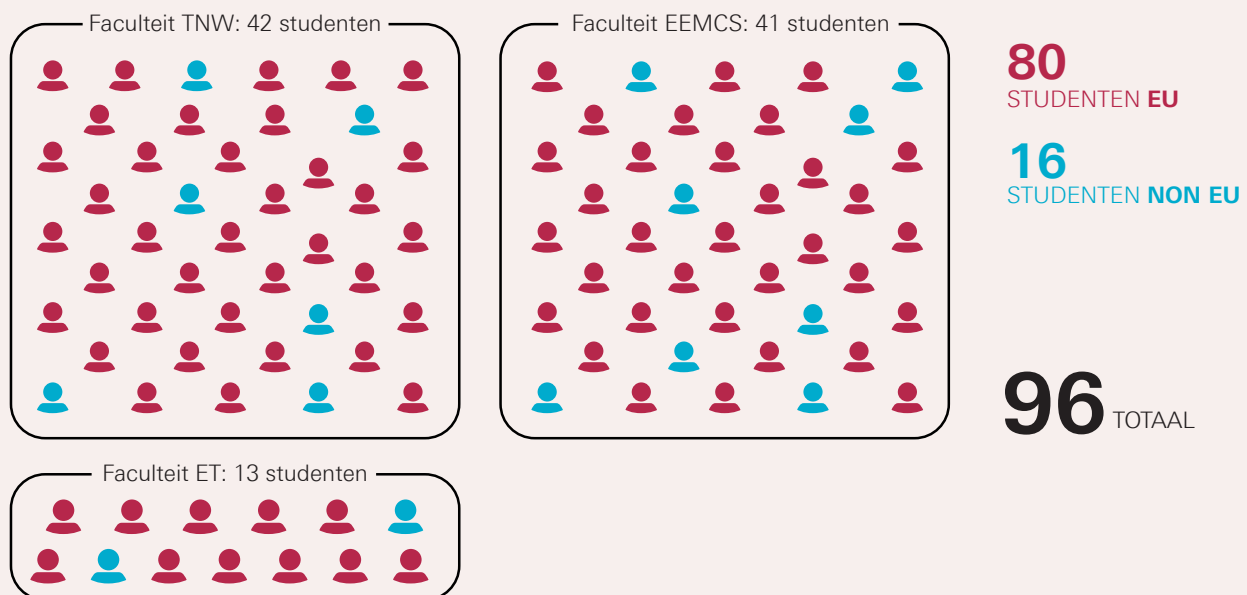 Faculteit TNW: 42 studenten
Faculteit EEMCS: 41 studenten
80
STUDENTEN EU
16
STUDENTEN NON EU
96 TOTAAL
Faculteit ET: 13 studenten